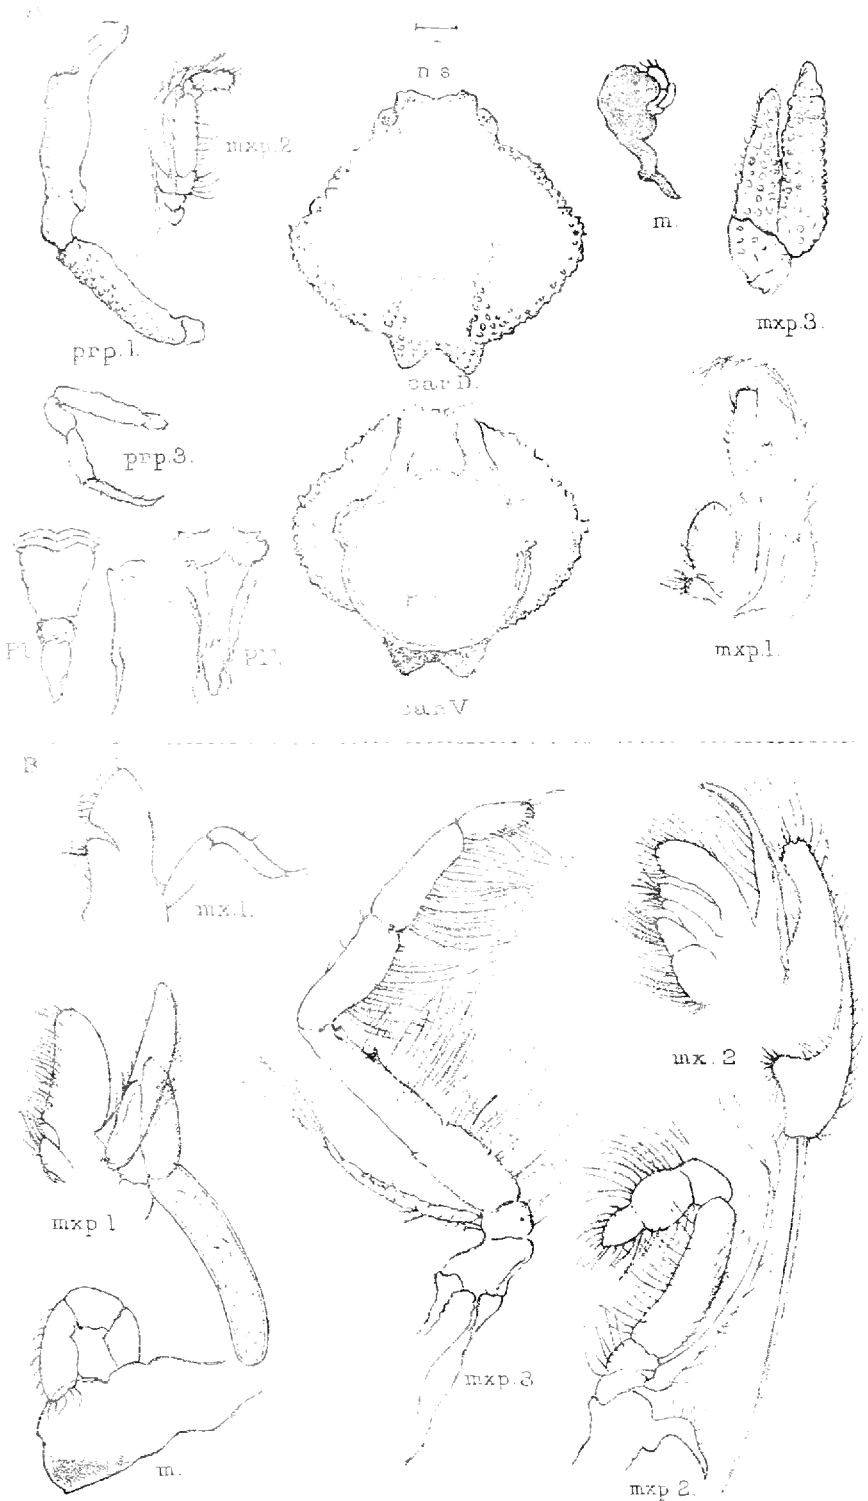 n s
mxp.2
m.
mxp.3.
prp.1.
car D.
prp.3.
mxp.1.
Pl
car V
B
mx.1.
mx. 2
mxp 1
mxp.3
m.
mxp 2.